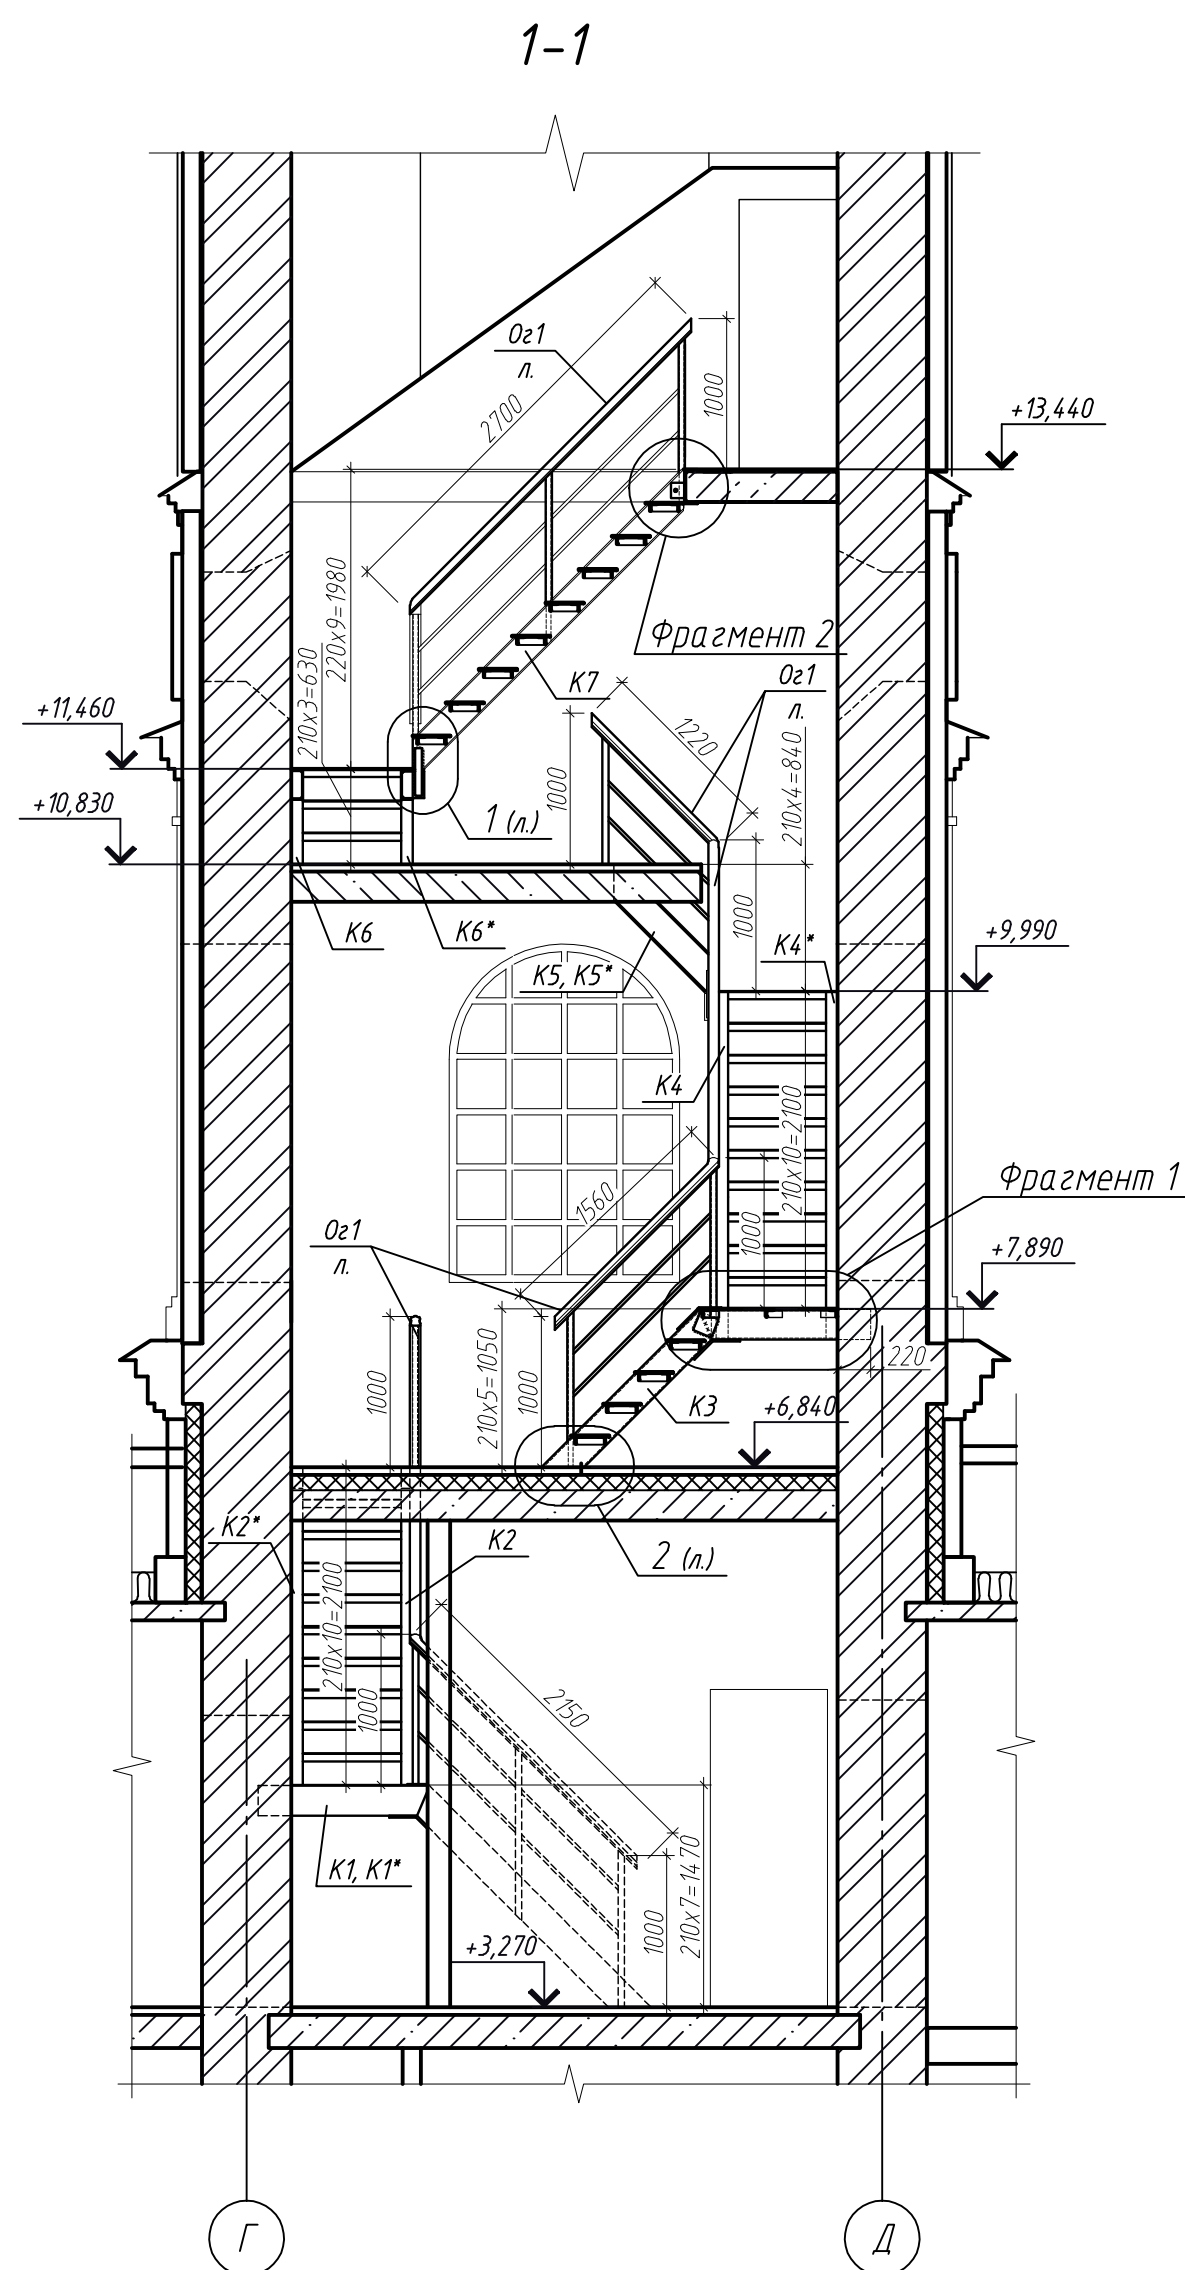 1-1
Ог1
л.
2700
1000
+13,440
220х9=1980
210х3=630
Фрагмент 2
К7
Ог1
л.
1220
+11,460
1000
210х4=840
+10,830
1 (л.)
К6
К6*
1000
К4*
+9,990
К5, К5*
К4
210х10=2100
Фрагмент 1
1560
Ог1
л.
1000
+7,890
1000
210х5=1050
1000
220
К3
+6,840
К2*
К2
2 (л.)
210х10=2100
1000
2150
К1, К1*
210х7=1470
1000
+3,270
Г
Д